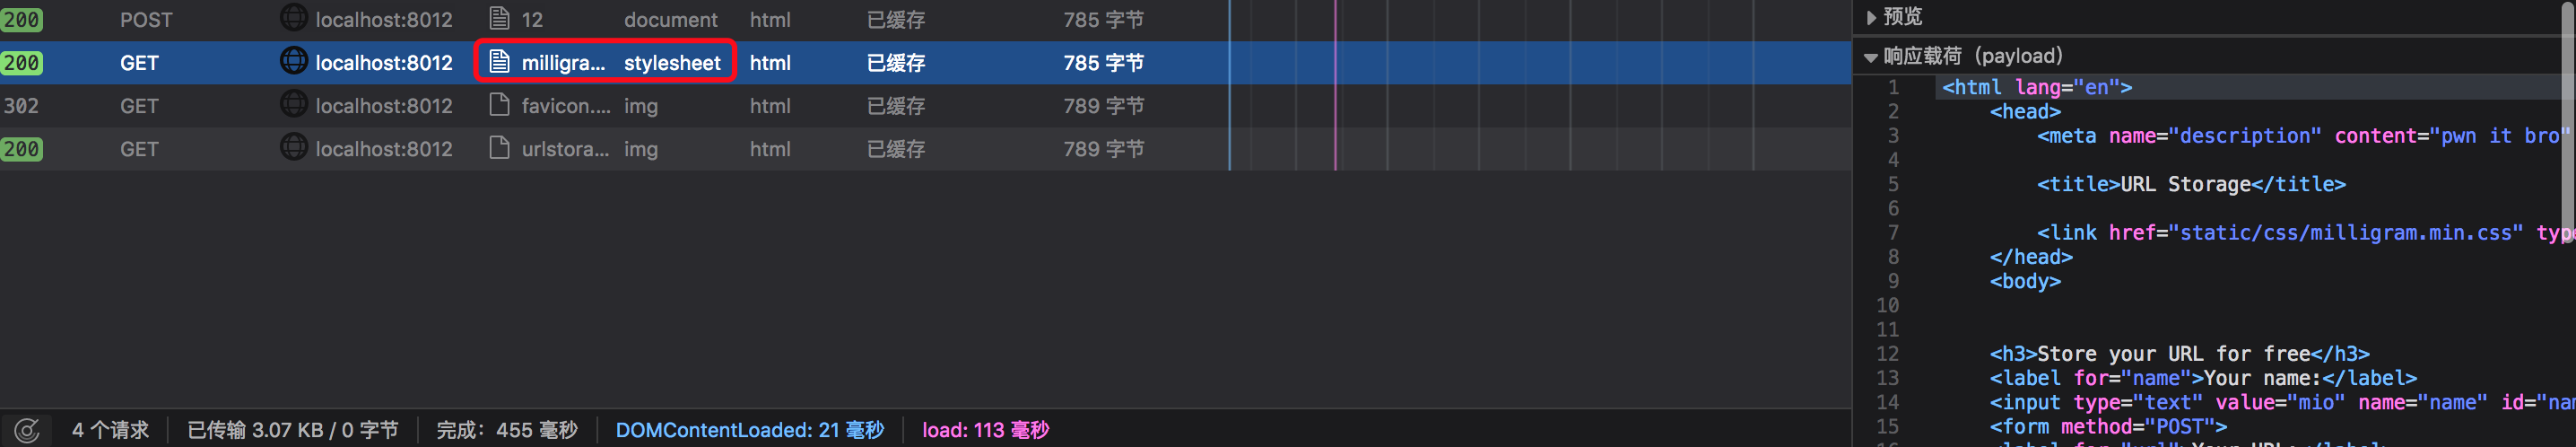 200 POST localhost:8012 12 document html 已缓存 785 字节
200 GET localhost:8012 milligra... stylesheet html 已缓存 785 字节
302 GET localhost:8012 favicon.... img html 已缓存 789 字节
200 GET localhost:8012 urlstora... img html 已缓存 789 字节
4 个请求 已传输 3.07 KB / 0 字节 完成：455 毫秒 DOMContentLoaded: 21 毫秒 load: 113 毫秒
预览
响应载荷（payload）
1 <html lang="en">
2 <head>
3 <meta name="description" content="pwn it bro"
4
5 <title>URL Storage</title>
6
7 <link href="static/css/milligram.min.css" type
8 </head>
9 <body>
10
11
12 <h3>Store your URL for free</h3>
13 <label for="name">Your name:</label>
14 <input type="text" value="mio" name="name" id="nam
15 <form method="POST">